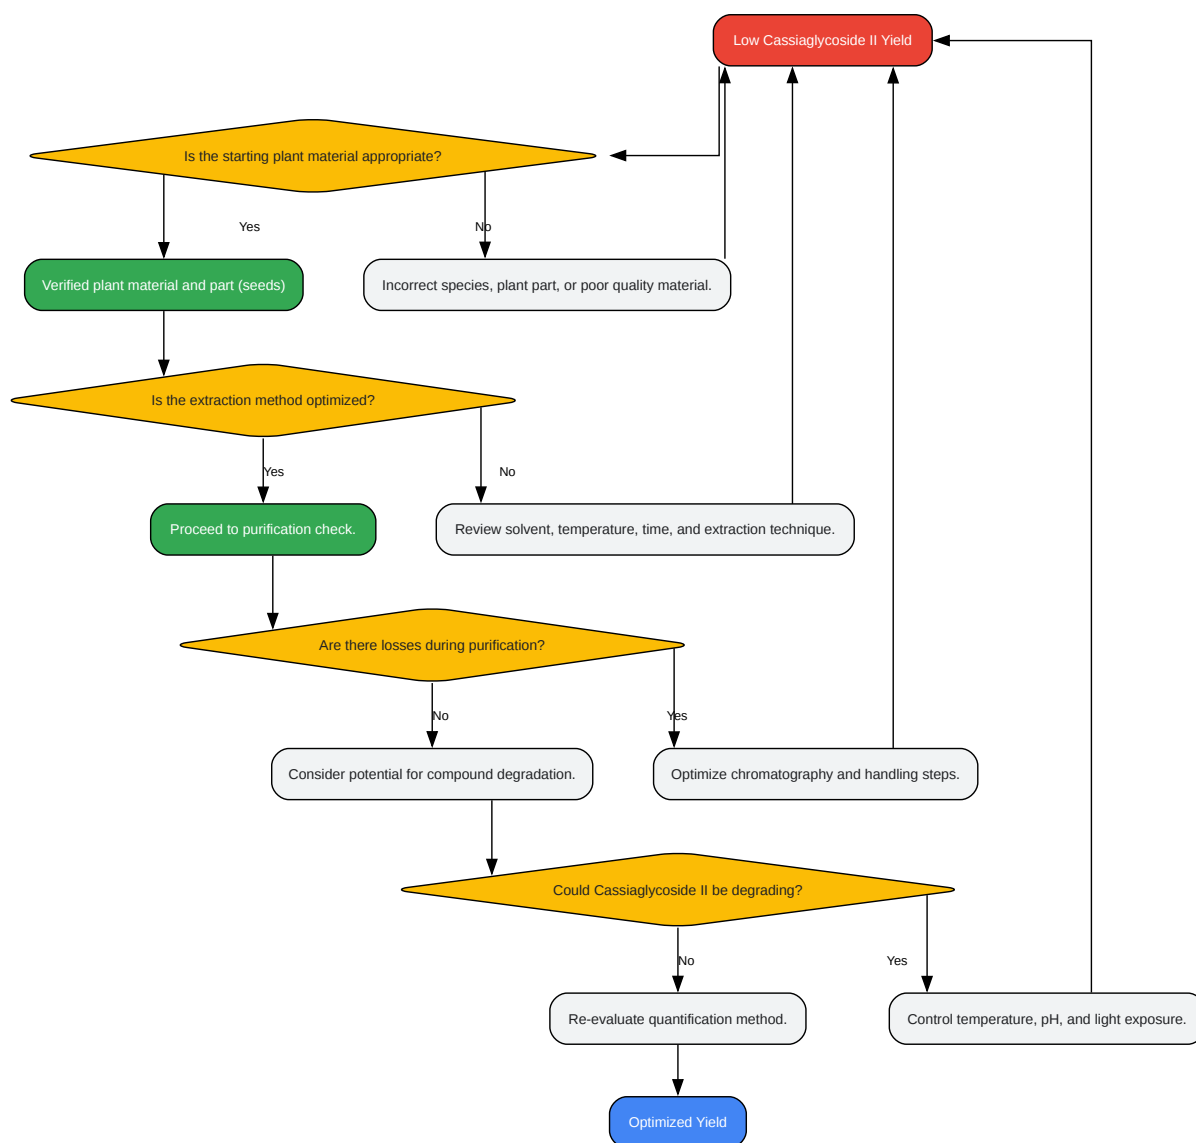 Low Cassiaglycoside II Yield
Is the starting plant material appropriate?
Yes
No
Verified plant material and part (seeds)
Incorrect species, plant part, or poor quality material.
Is the extraction method optimized?
Yes
No
Proceed to purification check.
Review solvent, temperature, time, and extraction technique.
Are there losses during purification?
No
Yes
Consider potential for compound degradation.
Optimize chromatography and handling steps.
Could Cassiaglycoside II be degrading?
No
Yes
Re-evaluate quantification method.
Control temperature, pH, and light exposure.
Optimized Yield